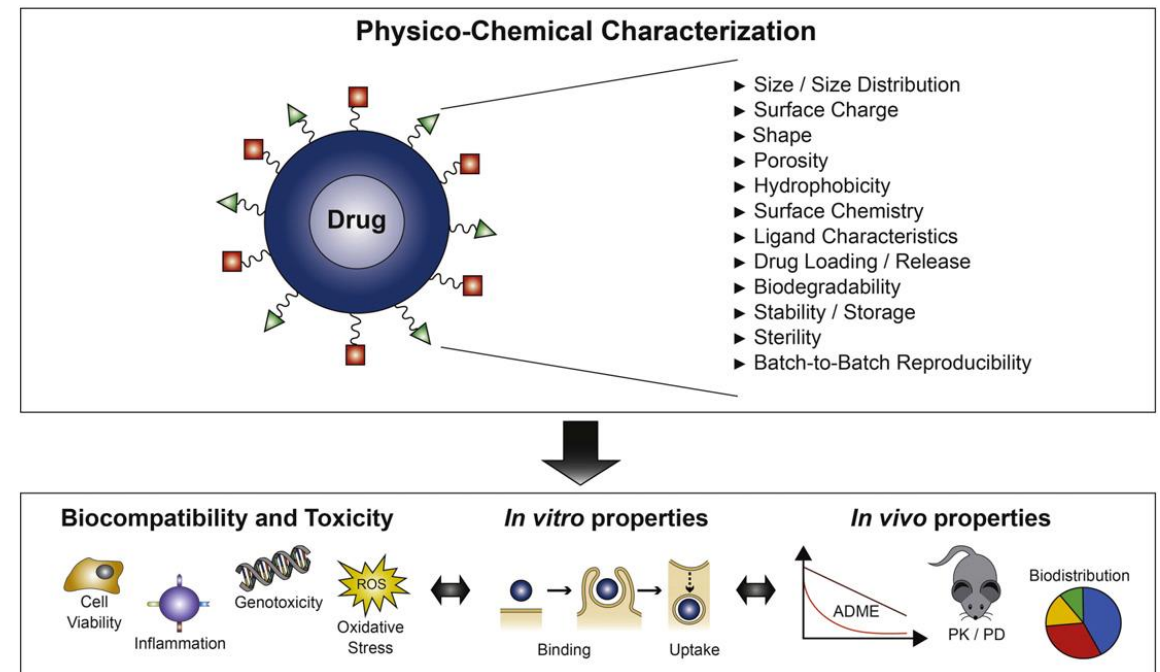 Physico-Chemical Characterization
Drug
► Size / Size Distribution
► Surface Charge
► Shape
► Porosity
► Hydrophobicity
► Surface Chemistry
► Ligand Characteristics
► Drug Loading / Release
► Biodegradability
► Stability / Storage
► Sterility
► Batch-to-Batch Reproducibility
Biocompatibility and Toxicity
Cell
Viability
Inflammation
Genotoxicity
ROS
Oxidative
Stress
In vitro properties
Binding
Uptake
In vivo properties
ADME
PK / PD
Biodistribution